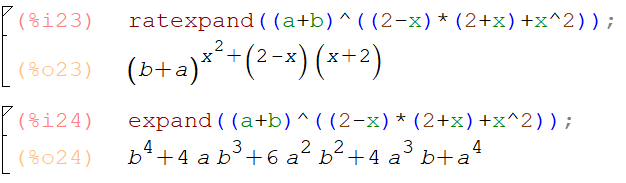 (%i23) ratexpand((a+b)^((2-x)*(2+x)+x^2));
(%o23) (b+a)^{x^2+(2-x)(x+2)}
(%i24) expand((a+b)^((2-x)*(2+x)+x^2));
(%o24) b^4+4 a b^3+6 a^2 b^2+4 a^3 b+a^4